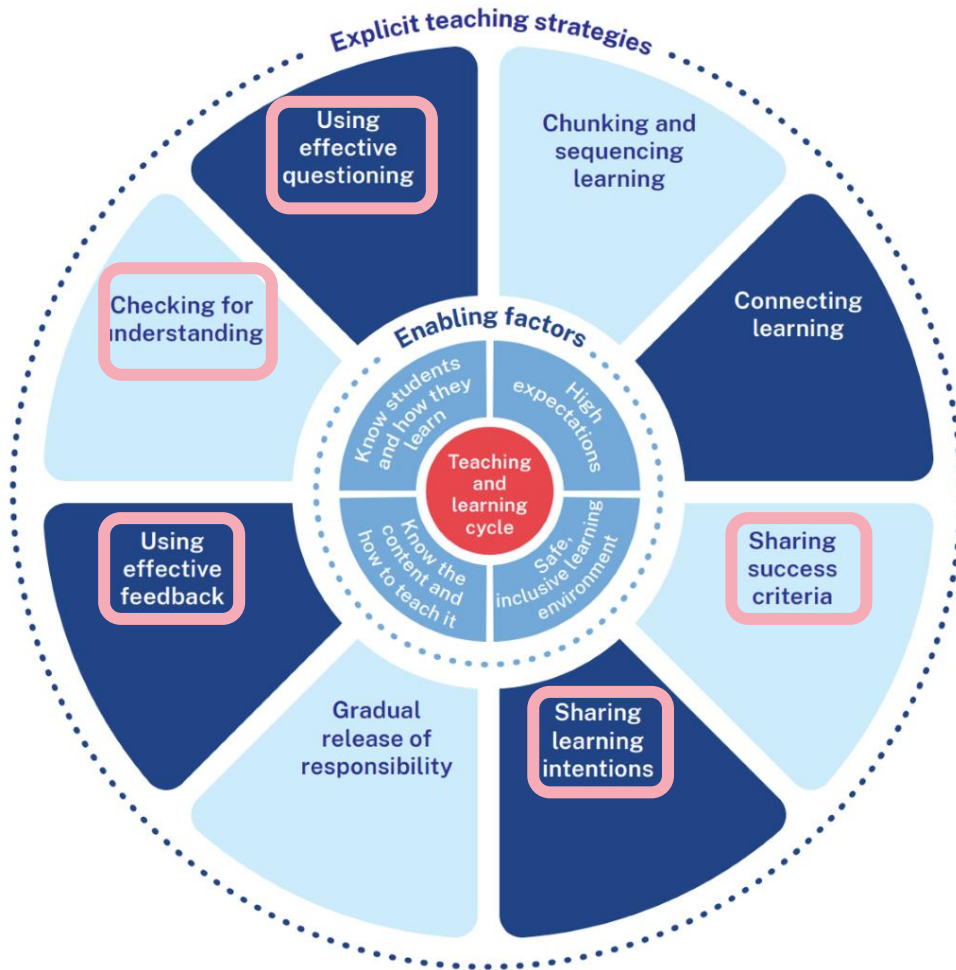 Explicit teaching strategies
Using
effective
questioning
Chunking and
sequencing
learning
Connecting
learning
Sharing
success
criteria
Sharing
learning
intentions
Gradual
release of
responsibility
Using
effective
feedback
Checking for
understanding
Enabling factors
Know students
and how they
learn
High
expectations
Safe,
inclusive learning
environment
Know the
content and
how to teach it
Teaching
and
learning
cycle